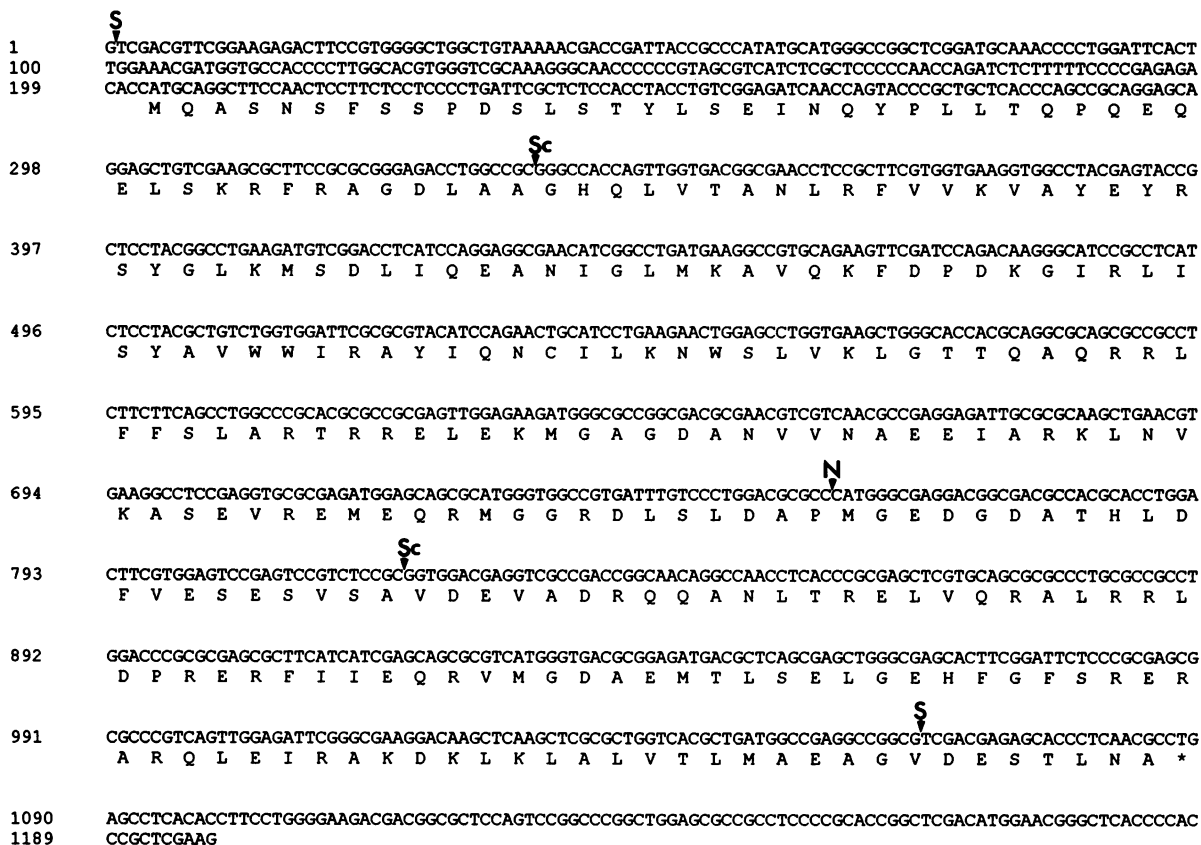 S
1 GTCGACGTTCGGAAGAGACTTCCGTGGGGCTGGCTGTAAAAACGACCGATTACCGCCCATATGCATGGGCCGGCTCGGATGCAAACCCCTGGATTCACT
100 TGGAAACGATGGTGCCACCCCTTGGCACGTGGGTCGCAAAGGGCAACCCCCCGTAGCGTCATCTCGCTCCCCCAACCAGATCTCTTTTTCCCCGAGAGA
199 CACCATGCAGGCTTCCAACTCCTTCTCCTCCCCTGATTCGCTCTCCACCTACCTGTCGGAGATCAACCAGTACCCGCTGCTCACCCAGCCGCAGGAGCA
M Q A S N S F S S P D S L S T Y L S E I N Q Y P L L T Q P Q E Q
Sc
298 GGAGCTGTCGAAGCGCTTCCGCGCGGGAGACCTGGCCGCGGGCCACCAGTTGGTGACGGCGAACCTCCGCTTCGTGGTGAAGGTGGCCTACGAGTACCG
E L S K R F R A G D L A A G H Q L V T A N L R F V V K V A Y E Y R
397 CTCCTACGGCCTGAAGATGTCGGACCTCATCCAGGAGGCGAACATCGGCCTGATGAAGGCCGTGCAGAAGTTCGATCCAGACAAGGGCATCCGCCTCAT
S Y G L K M S D L I Q E A N I G L M K A V Q K F D P D K G I R L I
496 CTCCTACGCTGTCTGGTGGATTCGCGCGTACATCCAGAACTGCATCCTGAAGAACTGGAGCCTGGTGAAGCTGGGCACCACGCAGGCGCAGCGCCGCCT
S Y A V W W I R A Y I Q N C I L K N W S L V K L G T T Q A Q R R L
595 CTTCTTCAGCCTGGCCCGCACGCGCCGCGAGTTGGAGAAGATGGGCGCCGGCGACGCGAACGTCGTCAACGCCGAGGAGATTGCGCGCAAGCTGAACGT
F F S L A R T R R E L E K M G A G D A N V V N A E E I A R K L N V
N
694 GAAGGCCTCCGAGGTGCGCGAGATGGAGCAGCGCATGGGTGGCCGTGATTTGTCCCTGGACGCGCCCATGGGCGAGGACGGCGACGCCACGCACCTGGA
K A S E V R E M E Q R M G G R D L S L D A P M G E D G D A T H L D
Sc
793 CTTCGTGGAGTCCGAGTCCGTCTCCGCGGTGGACGAGGTCGCCGACCGGCAACAGGCCAACCTCACCCGCGAGCTCGTGCAGCGCGCCCTGCGCCGCCT
F V E S E S V S A V D E V A D R Q Q A N L T R E L V Q R A L R R L
892 GGACCCGCGCGAGCGCTTCATCATCGAGCAGCGCGTCATGGGTGACGCGGAGATGACGCTCAGCGAGCTGGGCGAGCACTTCGGATTCTCCCGCGAGCG
D P R E R F I I E Q R V M G D A E M T L S E L G E H F G F S R E R
S
991 CGCCCGTCAGTTGGAGATTCGGGCGAAGGACAAGCTCAAGCTCGCGCTGGTCACGCTGATGGCCGAGGCCGGCGTCGACGAGAGCACCCTCAACGCCTG
A R Q L E I R A K D K L K L A L V T L M A E A G V D E S T L N A *
1090 AGCCTCACACCTTCCTGGGGAAGACGACGGCGCTCCAGTCCGGCCCGGCTGGAGCGCCGCCTCCCCGCACCGGCTCGACATGGAACGGGCTCACCCCAC
1189 CCGCTCGAAG